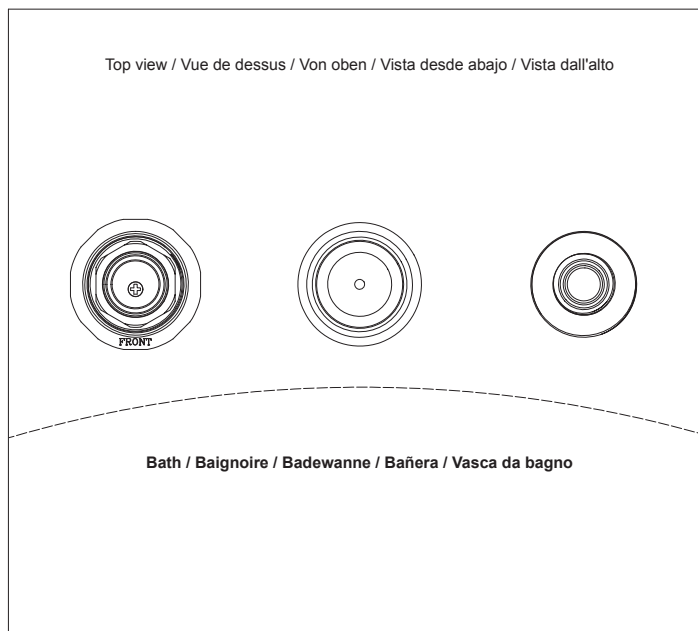 Top view / Vue de dessus / Von oben / Vista desde abajo / Vista dall'alto
FRONT
Bath / Baignoire / Badewanne / Bañera / Vasca da bagno